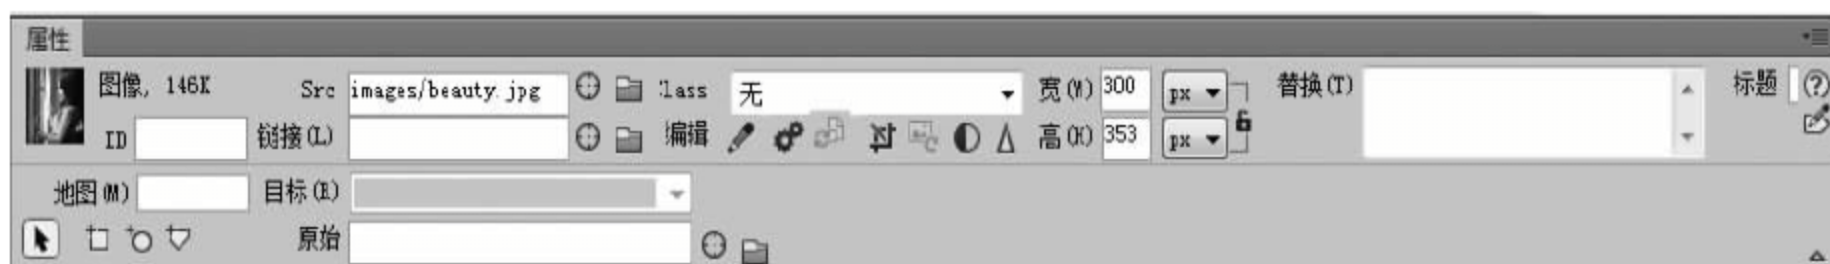 属性
图像, 146K Src images/beauty.jpg lass 无 宽(W) 300 px 替换(T) 标题
ID 链接(L) 编辑 高(H) 353 px
地图(M) 目标(R)
原始